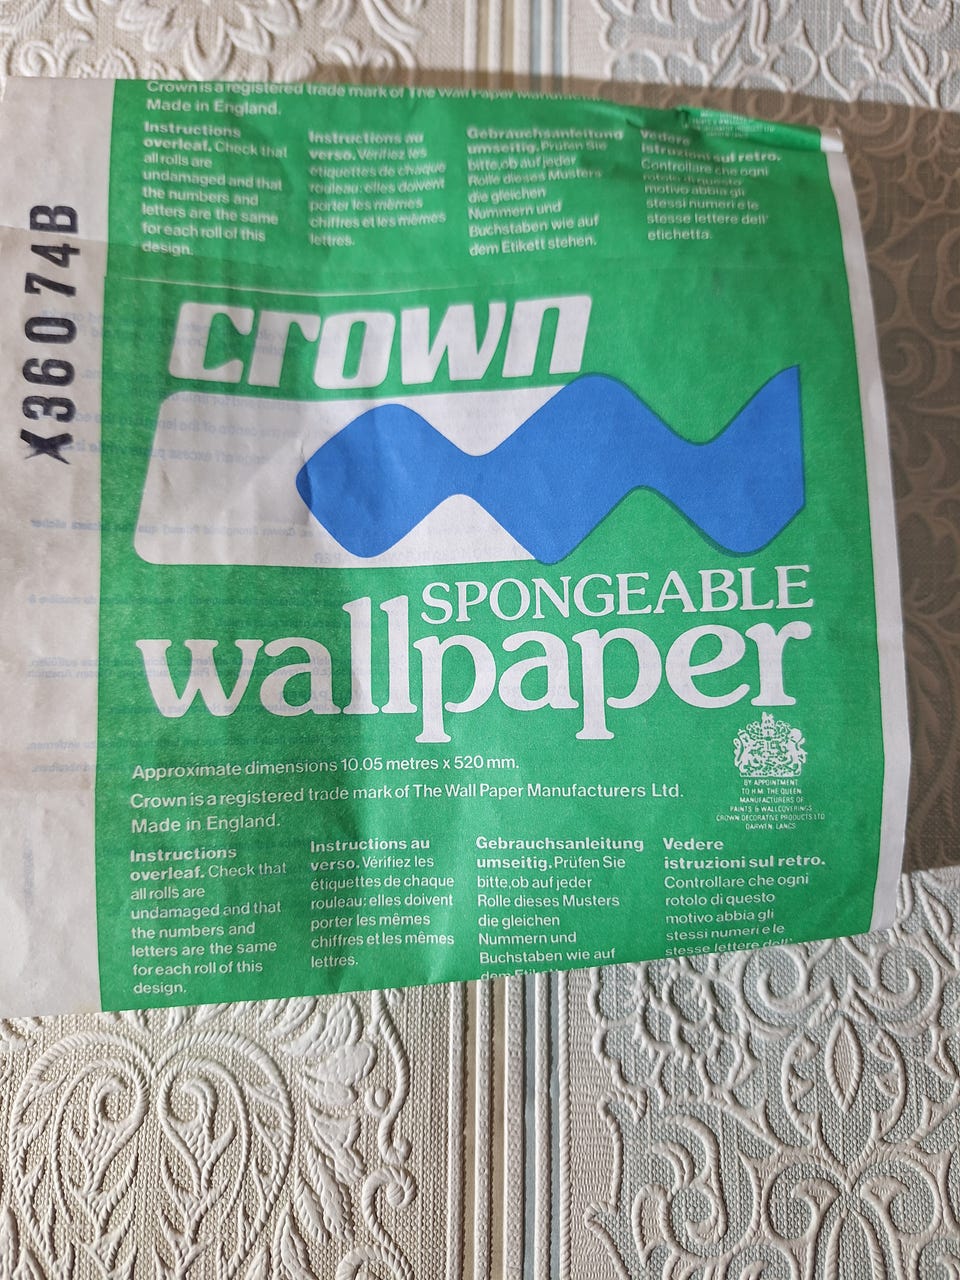 Crown is a registered trade mark of The Wall Paper
Made in England.
Instructions
overleaf. Check that
all rolls are
undamaged and that
the numbers and
letters are the same
for each roll of this
design.
Instructions au
verso. Vérifiez les
étiquettes de chaque
rouleau: elles doivent
porter les mêmes
chiffres et les mêmes
lettres.
Gebrauchsanleitung
umseitig. Prüfen Sie
bitte,ob auf jeder
Rolle dieses Musters
die gleichen
Nummern und
Buchstaben wie auf
dem Etikett stehen.
Vedere
istruzioni sul retro.
Controllare che ogni
rotolo di questo
motivo abbia gli
stessi numeri e le
stesse lettere dell'
etichetta.
X36074B
crown
SPONGEABLE
wallpaper
Approximate dimensions 10.05 metres x 520 mm.
Crown is a registered trade mark of The Wall Paper Manufacturers Ltd.
Made in England.
BY APPOINTMENT
TO H.M. THE QUEEN
MANUFACTURERS OF
PAINTS & WALLCOVERINGS
CROWN DECORATIVE PRODUCTS LTD
DARWEN, LANCS
Instructions
overleaf. Check that
all rolls are
undamaged and that
the numbers and
letters are the same
for each roll of this
design.
Instructions au
verso. Vérifiez les
étiquettes de chaque
rouleau: elles doivent
porter les mêmes
chiffres et les mêmes
lettres.
Gebrauchsanleitung
umseitig. Prüfen Sie
bitte,ob auf jeder
Rolle dieses Musters
die gleichen
Nummern und
Buchstaben wie auf
dem Etikett
Vedere
istruzioni sul retro.
Controllare che ogni
rotolo di questo
motivo abbia gli
stessi numeri e le
stesse lettere dell'